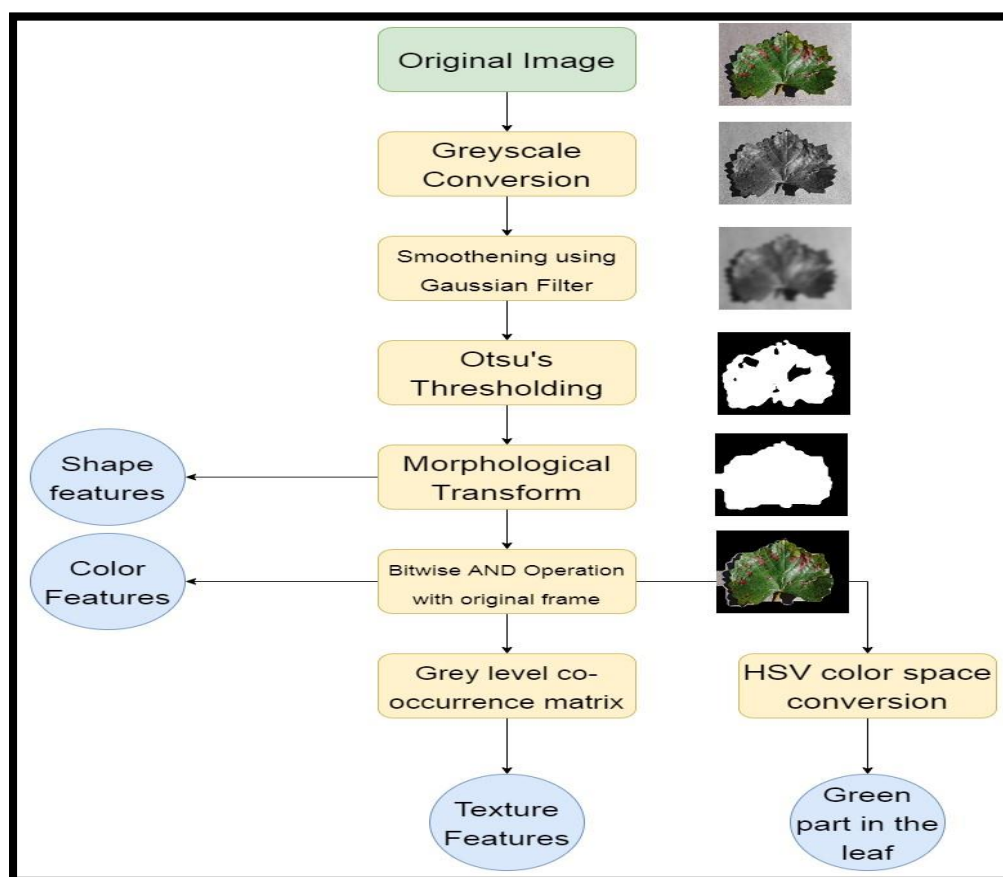 Original Image
Greyscale
Conversion
Smoothening using
Gaussian Filter
Otsu's
Thresholding
Shape
features
Morphological
Transform
Color
Features
Bitwise AND Operation
with original frame
Grey level co-
occurrence matrix
HSV color space
conversion
Texture
Features
Green
part in the
leaf